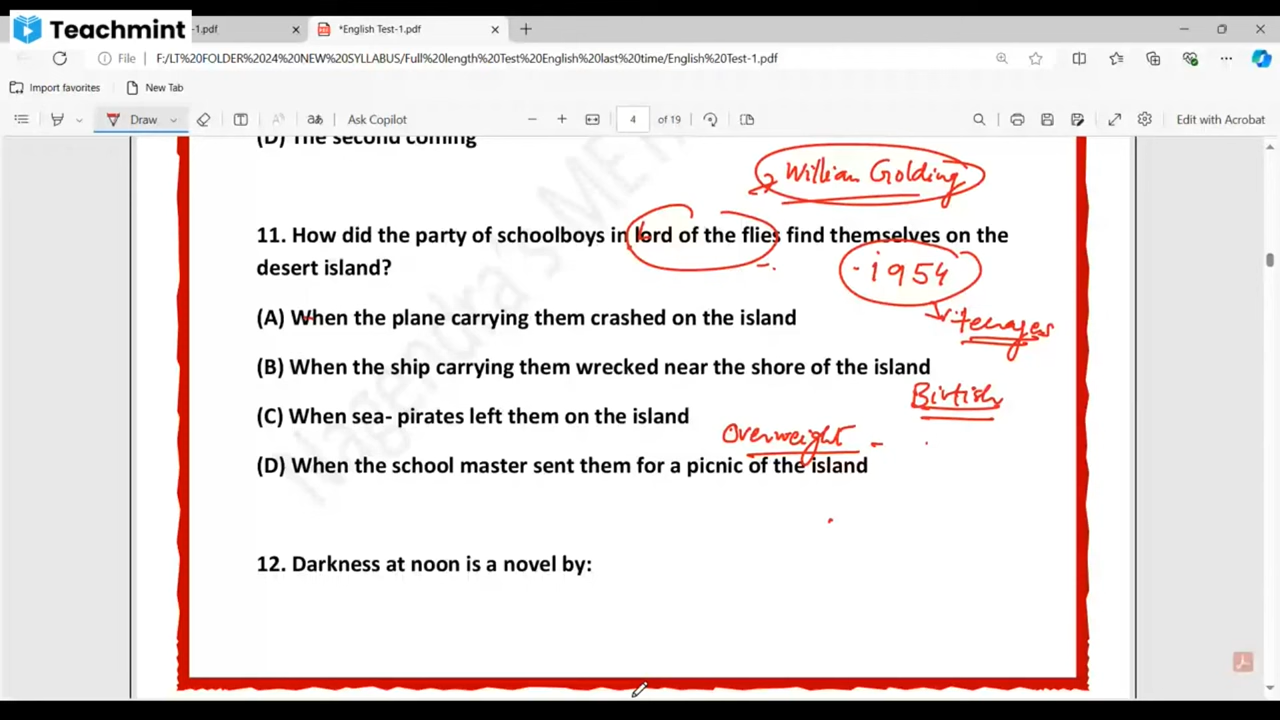 Teachmint
-1.pdf
*English Test-1.pdf
File
F:/LT%20FOLDER%202024%20NEW%20SYLLABUS/Full%20length%20Test%20English%20last%20time/English%20Test-1.pdf
Import favorites
New Tab
Draw
aあ
Ask Copilot
4 of 19
Edit with Acrobat
(D) The second coming
Willian Golding
11. How did the party of schoolboys in lord of the flies find themselves on the
desert island?
1954
(A) When the plane carrying them crashed on the island
(B) When the ship carrying them wrecked near the shore of the island
Birtish
(C) When sea- pirates left them on the island
Overweight -
(D) When the school master sent them for a picnic of the island
12. Darkness at noon is a novel by: